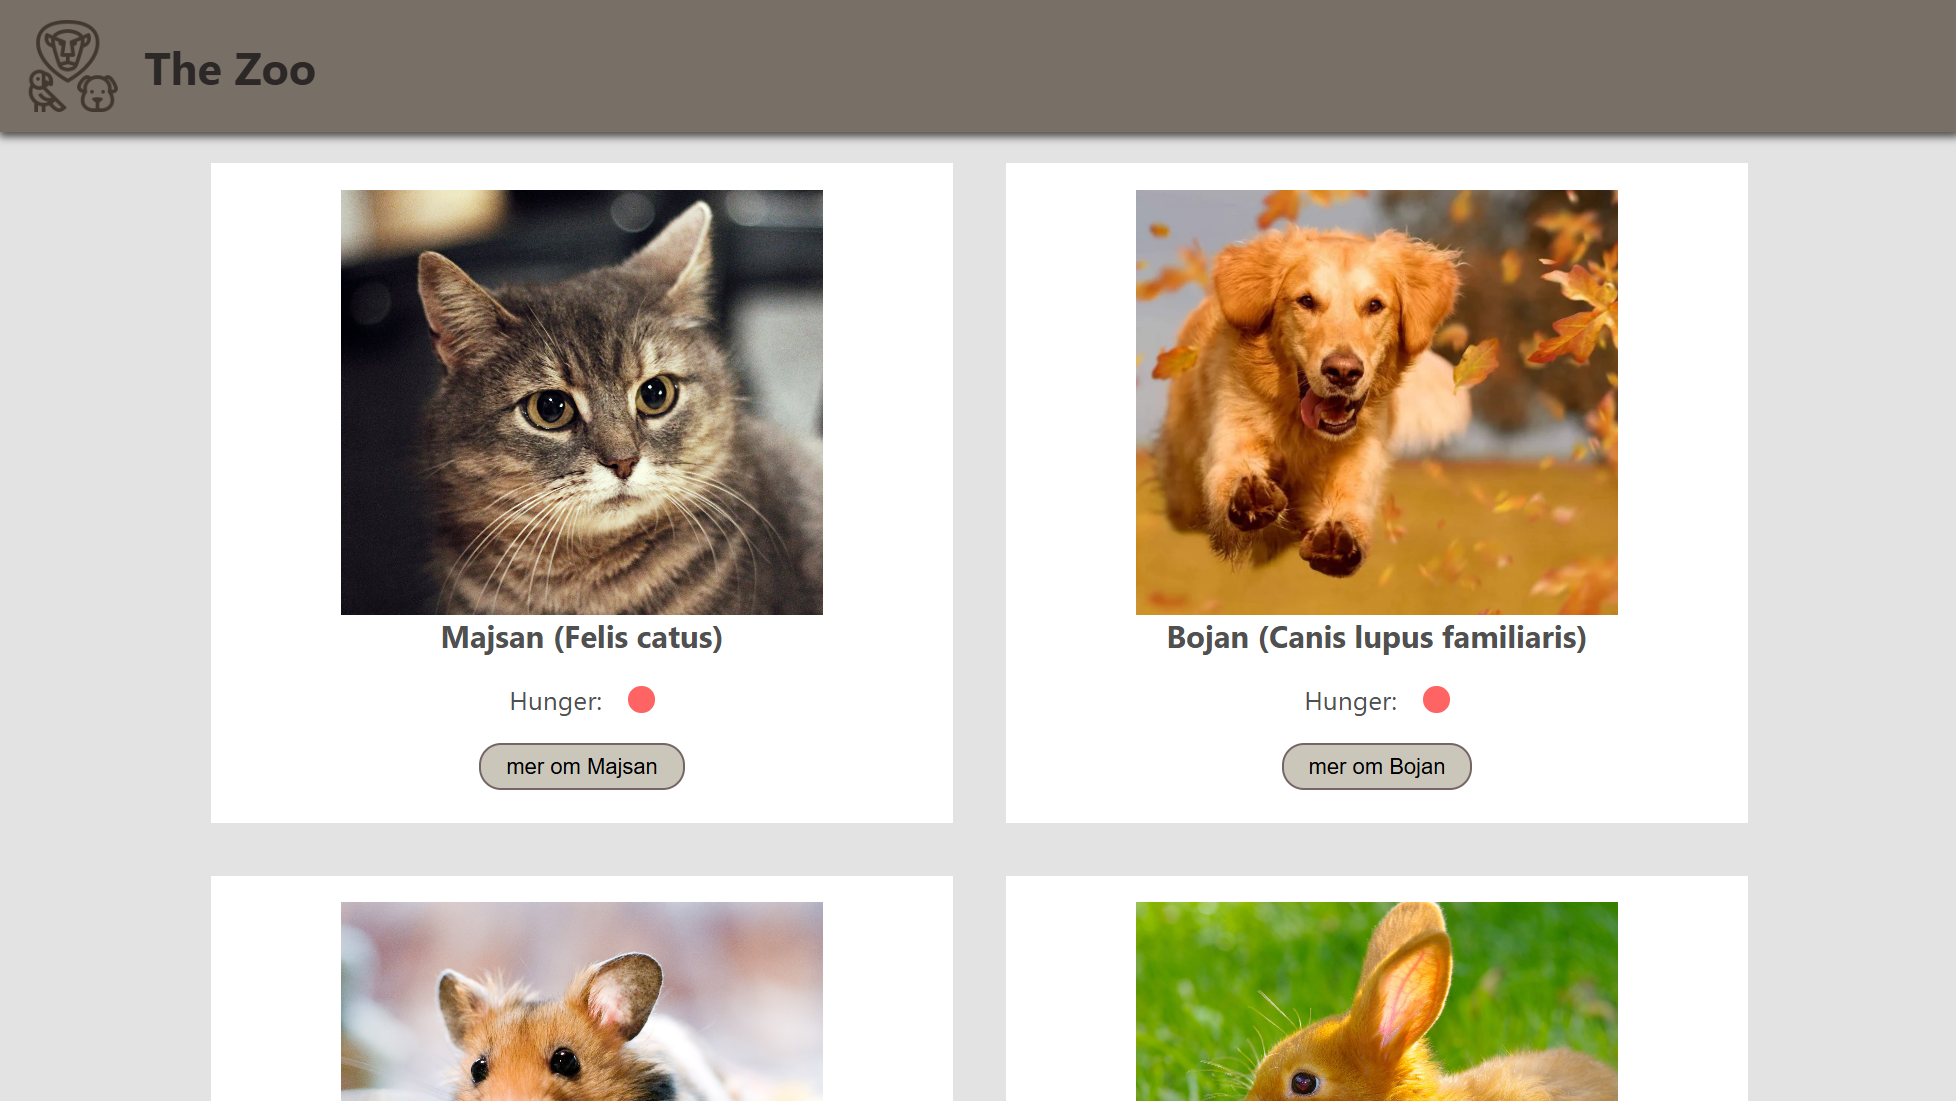 The Zoo
Majsan (Felis catus)
Hunger:
mer om Majsan
Bojan (Canis lupus familiaris)
Hunger:
mer om Bojan